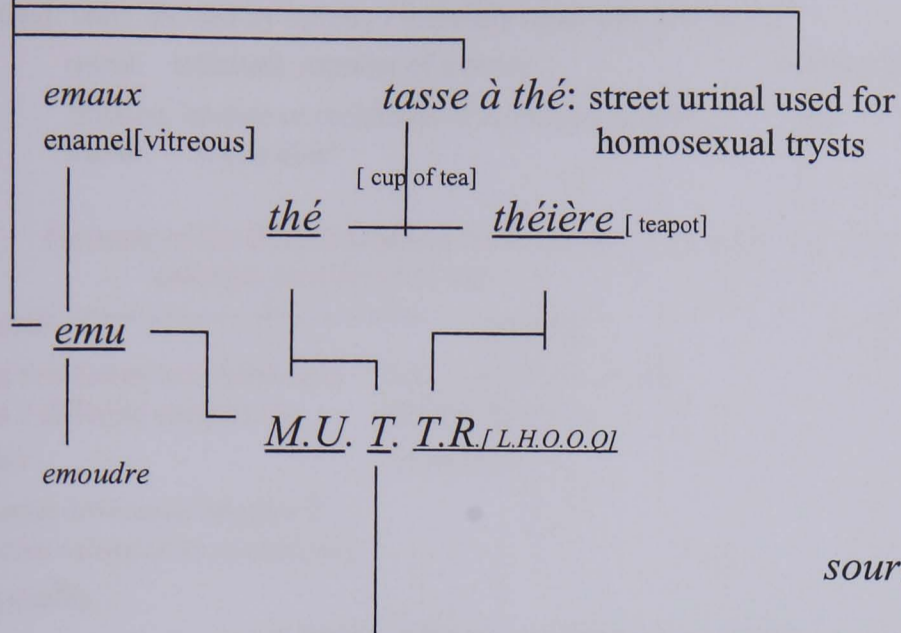 emaux
tasse à thé: street urinal used for
enamel[vitreous]
homosexual trysts
[ cup of tea]
thé
théière [ teapot]
emu
M.U. T. T.R.[ L.H.O.O.Q]
emoudre
sour